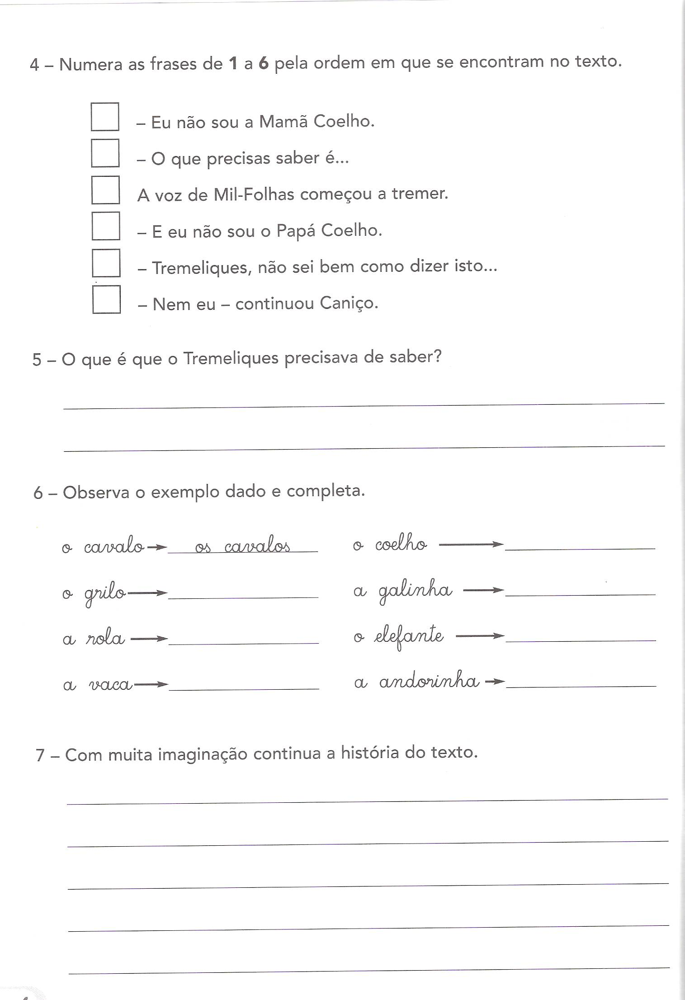 4 – Numera as frases de 1 a 6 pela ordem em que se encontram no texto.
– Eu não sou a Mamã Coelho.
– O que precisas saber é...
A voz de Mil-Folhas começou a tremer.
– E eu não sou o Papá Coelho.
– Tremeliques, não sei bem como dizer isto...
– Nem eu – continuou Caniço.
5 – O que é que o Tremeliques precisava de saber?
6 – Observa o exemplo dado e completa.
o cavalo → os cavalos o coelho →
o grilo → a galinha →
a rola → o elefante →
a vaca → a andorinha →
7 – Com muita imaginação continua a história do texto.